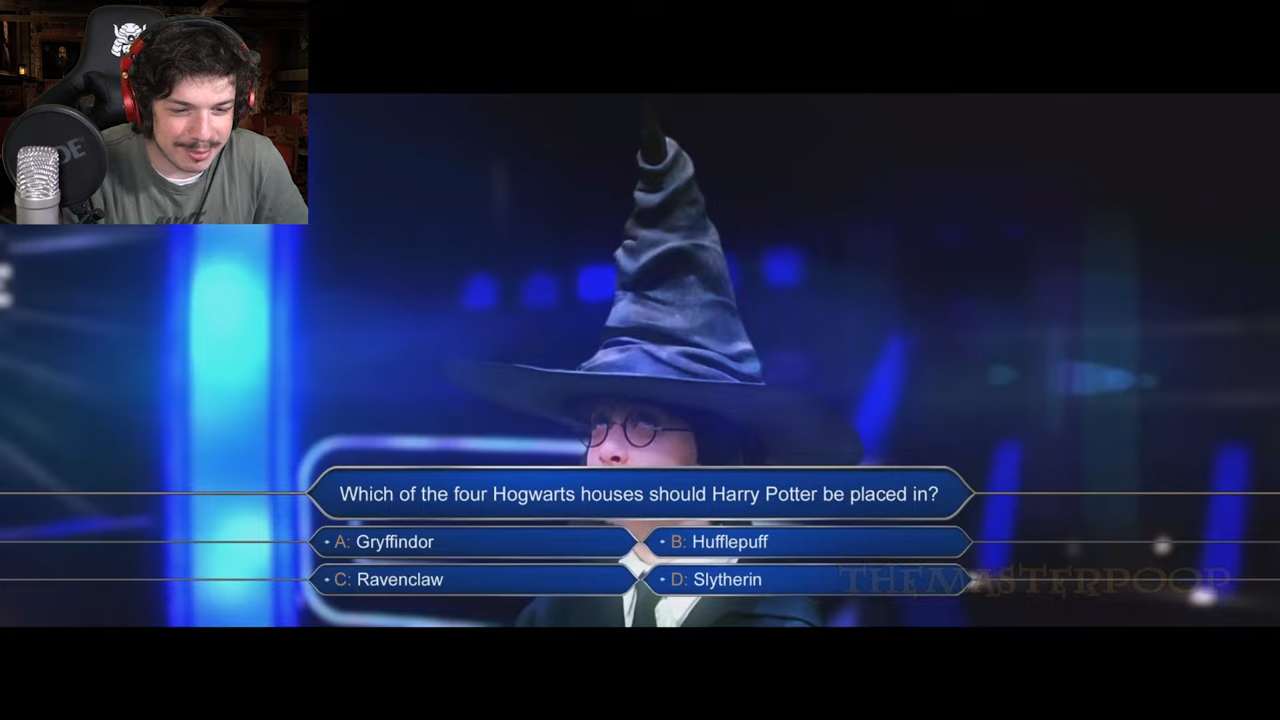 Which of the four Hogwarts houses should Harry Potter be placed in?
A: Gryffindor
B: Hufflepuff
C: Ravenclaw
D: Slytherin
THEMASTERPOOP